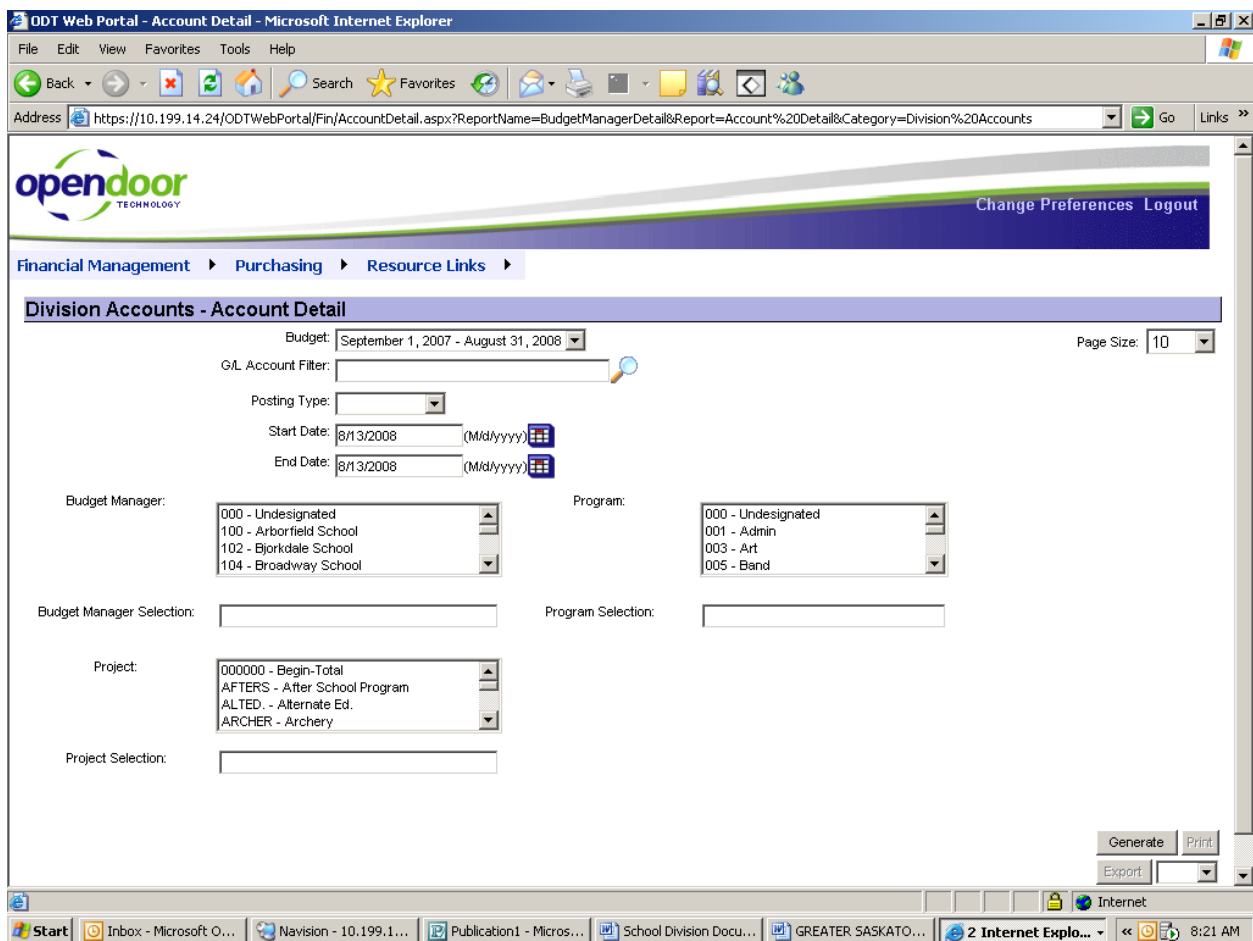 ODT Web Portal - Account Detail - Microsoft Internet Explorer
File Edit View Favorites Tools Help
Back Search Favorites
Address https://10.199.14.24/ODTWebPortal/Fin/AccountDetail.aspx?ReportName=BudgetManagerDetail&Report=Account%20Detail&Category=Division%20Accounts Go Links »
opendoor
TECHNOLOGY
Change Preferences Logout
Financial Management Purchasing Resource Links
Division Accounts - Account Detail
Budget: September 1, 2007 - August 31, 2008 Page Size: 10
G/L Account Filter:
Posting Type:
Start Date: 8/13/2008 (M/d/yyyy)
End Date: 8/13/2008 (M/d/yyyy)
Budget Manager: Program:
000 - Undesignated 000 - Undesignated
100 - Arborfield School 001 - Admin
102 - Bjorkdale School 003 - Art
104 - Broadway School 005 - Band
Budget Manager Selection: Program Selection:
Project:
000000 - Begin-Total
AFTERS - After School Program
ALTED. - Alternate Ed.
ARCHER - Archery
Project Selection:
Generate Print
Export
Internet
Start Inbox - Microsoft O... Navision - 10.199.1... Publication1 - Micros... School Division Docu... GREATER SASKATO... 2 Internet Explo... « 8:21 AM